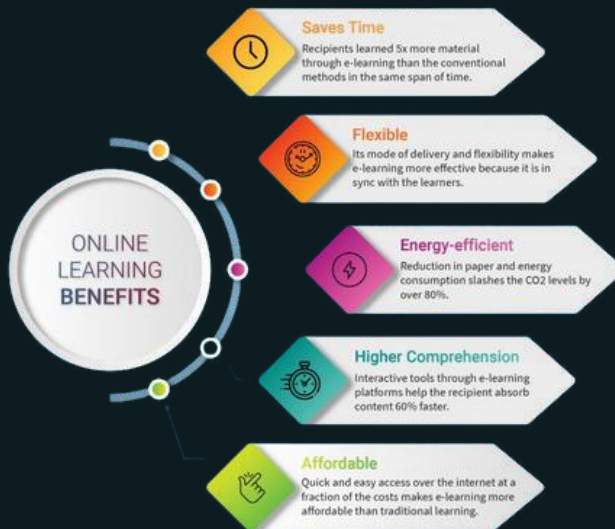 ONLINE
LEARNING
BENEFITS
Saves Time
Recipients learned 5x more material
through e-learning than the conventional
methods in the same span of time.
Flexible
Its mode of delivery and flexibility makes
e-learning more effective because it is in
sync with the learners.
Energy-efficient
Reduction in paper and energy
consumption slashes the CO2 levels by
over 80%.
Higher Comprehension
Interactive tools through e-learning
platforms help the recipient absorb
content 60% faster.
Affordable
Quick and easy access over the internet at a
fraction of the costs makes e-learning more
affordable than traditional learning.